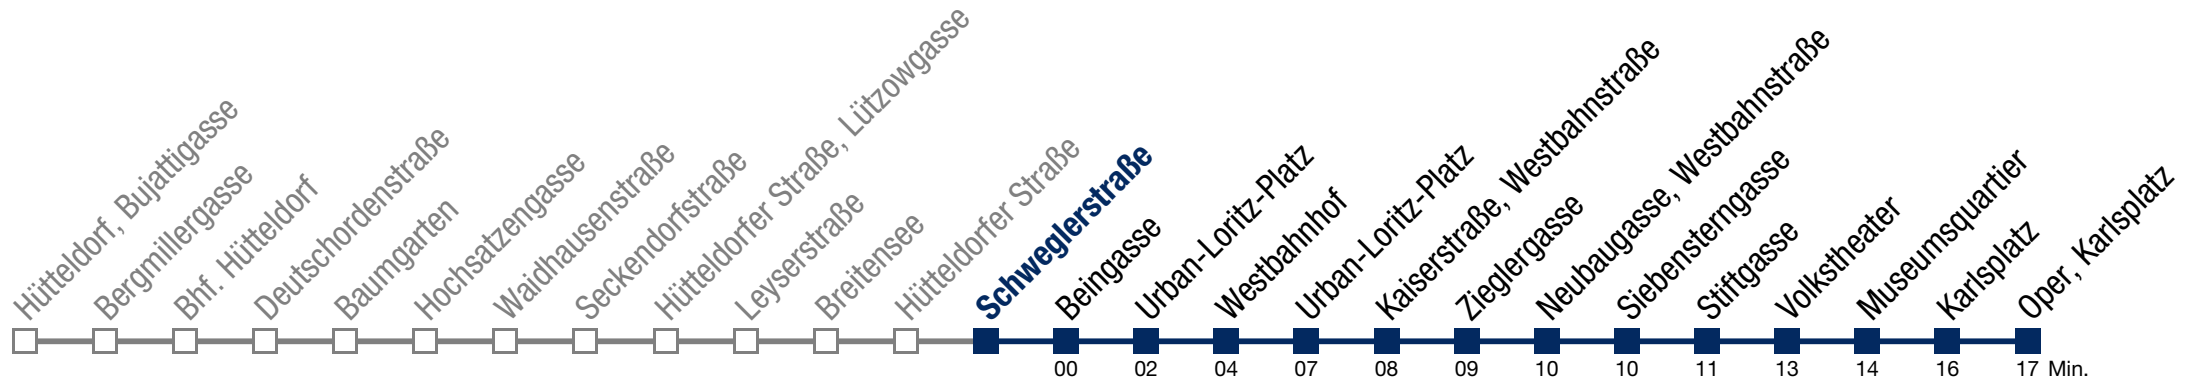 Hütteldorf, Bujattigasse
Bergmillergasse
Bhf. Hütteldorf
Deutschordenstraße
Baumgarten
Hochsatzengasse
Waidhausenstraße
Seckendorfstraße
Hütteldorfer Straße, Lützowgasse
Leyserstraße
Breitensee
Hütteldorfer Straße
Schweglerstraße
Beingasse
Urban-Loritz-Platz
Westbahnhof
Urban-Loritz-Platz
Kaiserstraße, Westbahnstraße
Zieglergasse
Neubaugasse, Westbahnstraße
Siebensterngasse
Stiftgasse
Volkstheater
Museumsquartier
Karlsplatz
Oper, Karlsplatz
00 02 04 07 08 09 10 10 11 13 14 16 17 Min.